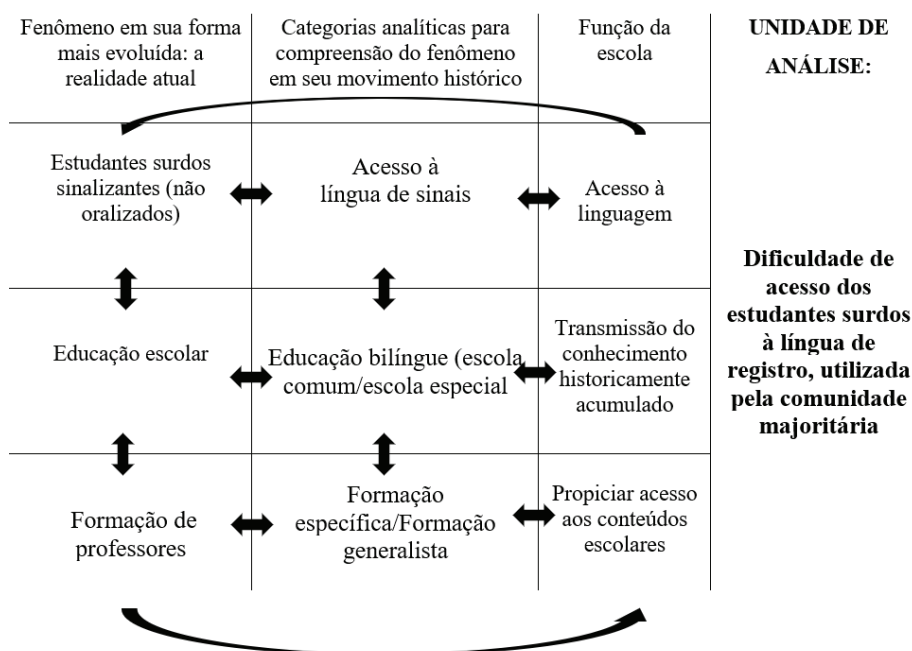 Fenômeno em sua forma
mais evoluída: a
realidade atual
Categorias analíticas para
compreensão do fenômeno
em seu movimento histórico
Função da
escola
UNIDADE DE
ANÁLISE:
Estudantes surdos
sinalizantes (não
oralizados)
Acesso à
língua de sinais
Acesso à
linguagem
Educação escolar
Educação bilíngue (escola
comum/escola especial
Transmissão do
conhecimento
historicamente
acumulado
Formação de
professores
Formação
específica/Formação
generalista
Propiciar acesso
aos conteúdos
escolares
Dificuldade de
acesso dos
estudantes surdos
à língua de
registro, utilizada
pela comunidade
majoritária